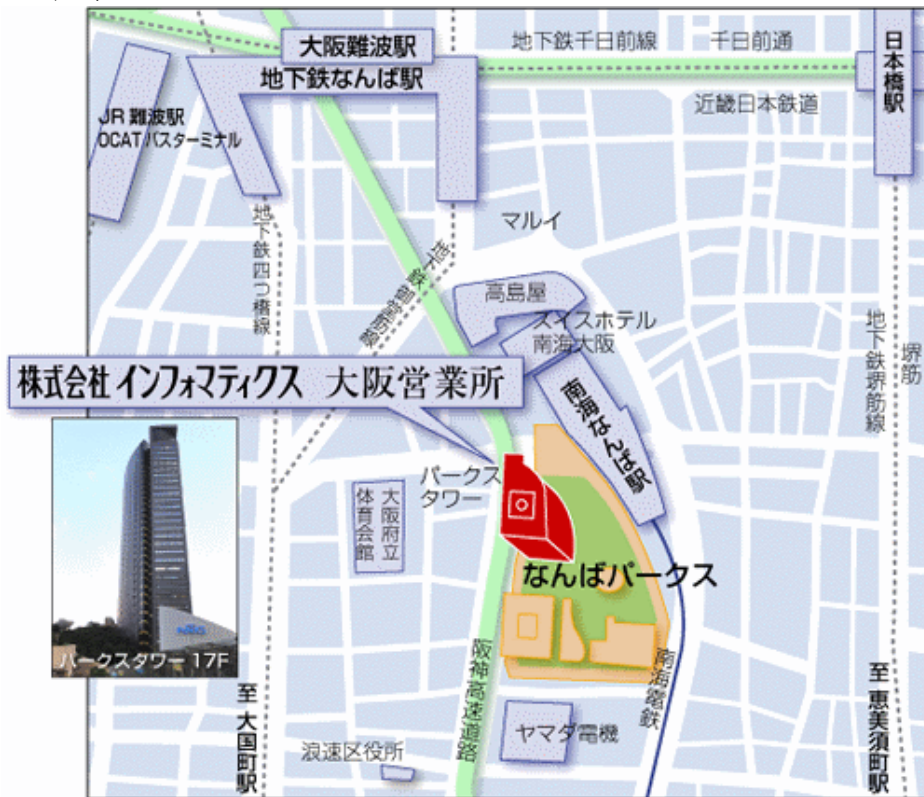 大阪難波駅
地下鉄なんば駅
地下鉄千日前線
千日前通
日本橋駅
近畿日本鉄道
JR 難波駅
OCAT バスターミナル
地下鉄四つ橋線
地下鉄御堂筋線
マルイ
高島屋
スイスホテル
南海大阪
堺筋
地下鉄堺筋線
株式会社 インフォマティクス 大阪営業所
南海なんば駅
パークス
タワー
大阪府立
体育会館
なんばパークス
パークスタワー 17F
阪神高速道路
南海電鉄
至 大国町駅
ヤマダ電機
浪速区役所
至 恵美須町駅